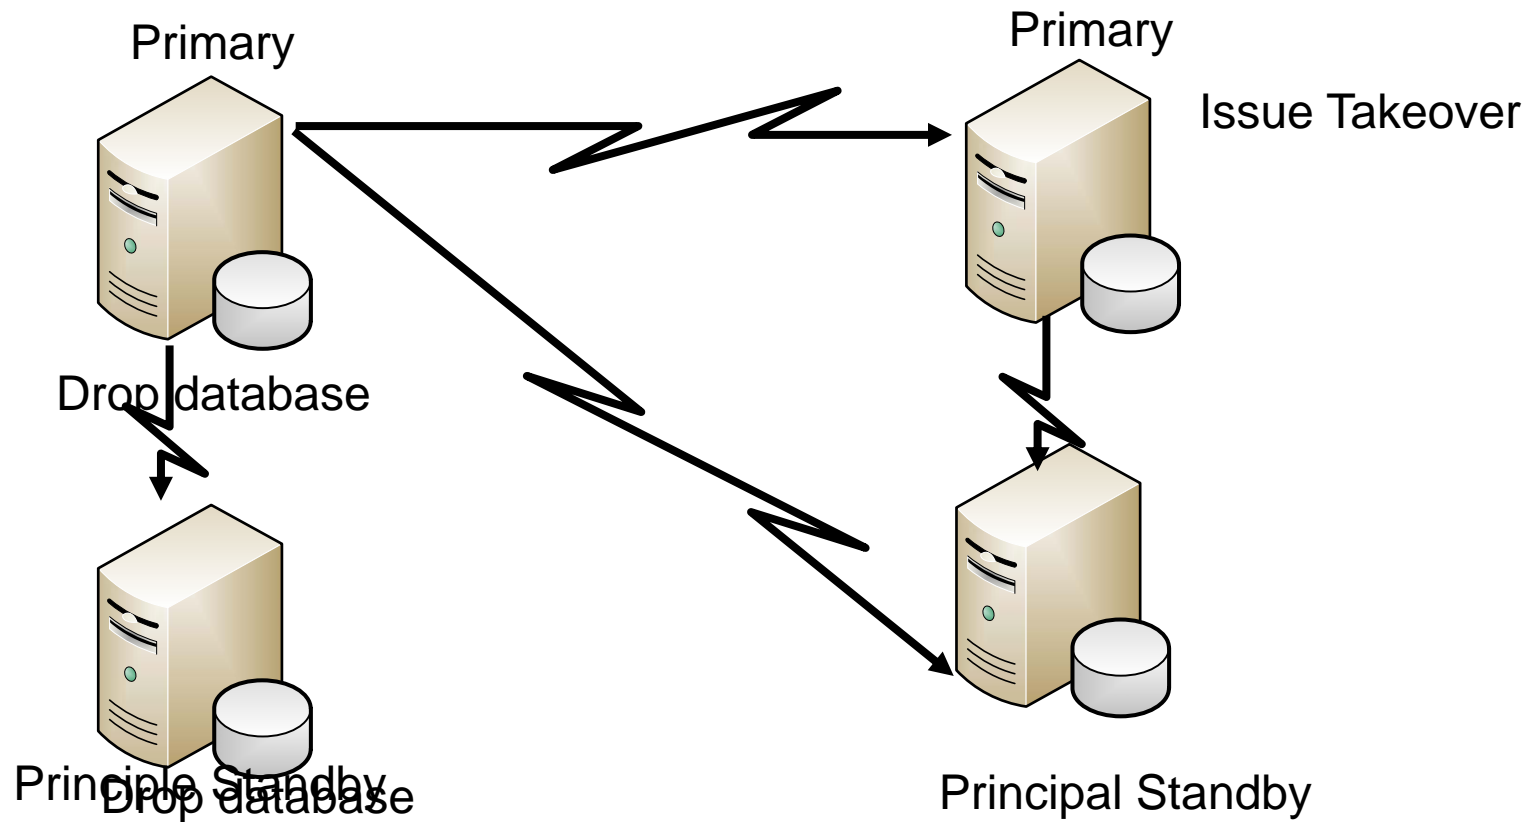 Primary
Primary
Issue Takeover
Drop database
Principle Standby
Drop database
Principal Standby